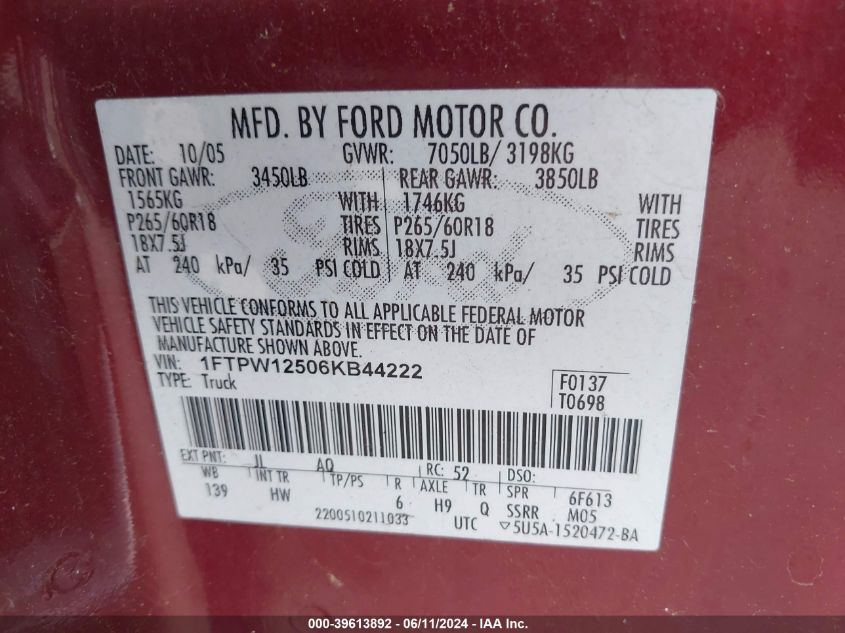 MFD. BY FORD MOTOR CO.
DATE: 10/05 GVWR: 7050LB/ 3198KG
FRONT GAWR: 3450LB REAR GAWR: 3850LB
1565KG WITH 1746KG WITH
P265/60R18 TIRES P265/60R18 TIRES
18X7.5J RIMS 18X7.5J RIMS
AT 240 kPa/ 35 PSI COLD AT 240 kPa/ 35 PSI COLD
THIS VEHICLE CONFORMS TO ALL APPLICABLE FEDERAL MOTOR
VEHICLE SAFETY STANDARDS IN EFFECT ON THE DATE OF
MANUFACTURE SHOWN ABOVE.
VIN: 1FTPW12506KB44222
TYPE: Truck
F0137
T0698
EXT PNT: JL AQ RC: 52 DSO:
WB INT TR TP/PS R AXLE TR SPR 6F613
139 HW 6 H9 Q SSRR M05
2200510211033 UTC ▽5U5A-1520472-BA
000-39613892 - 06/11/2024 - IAA Inc.